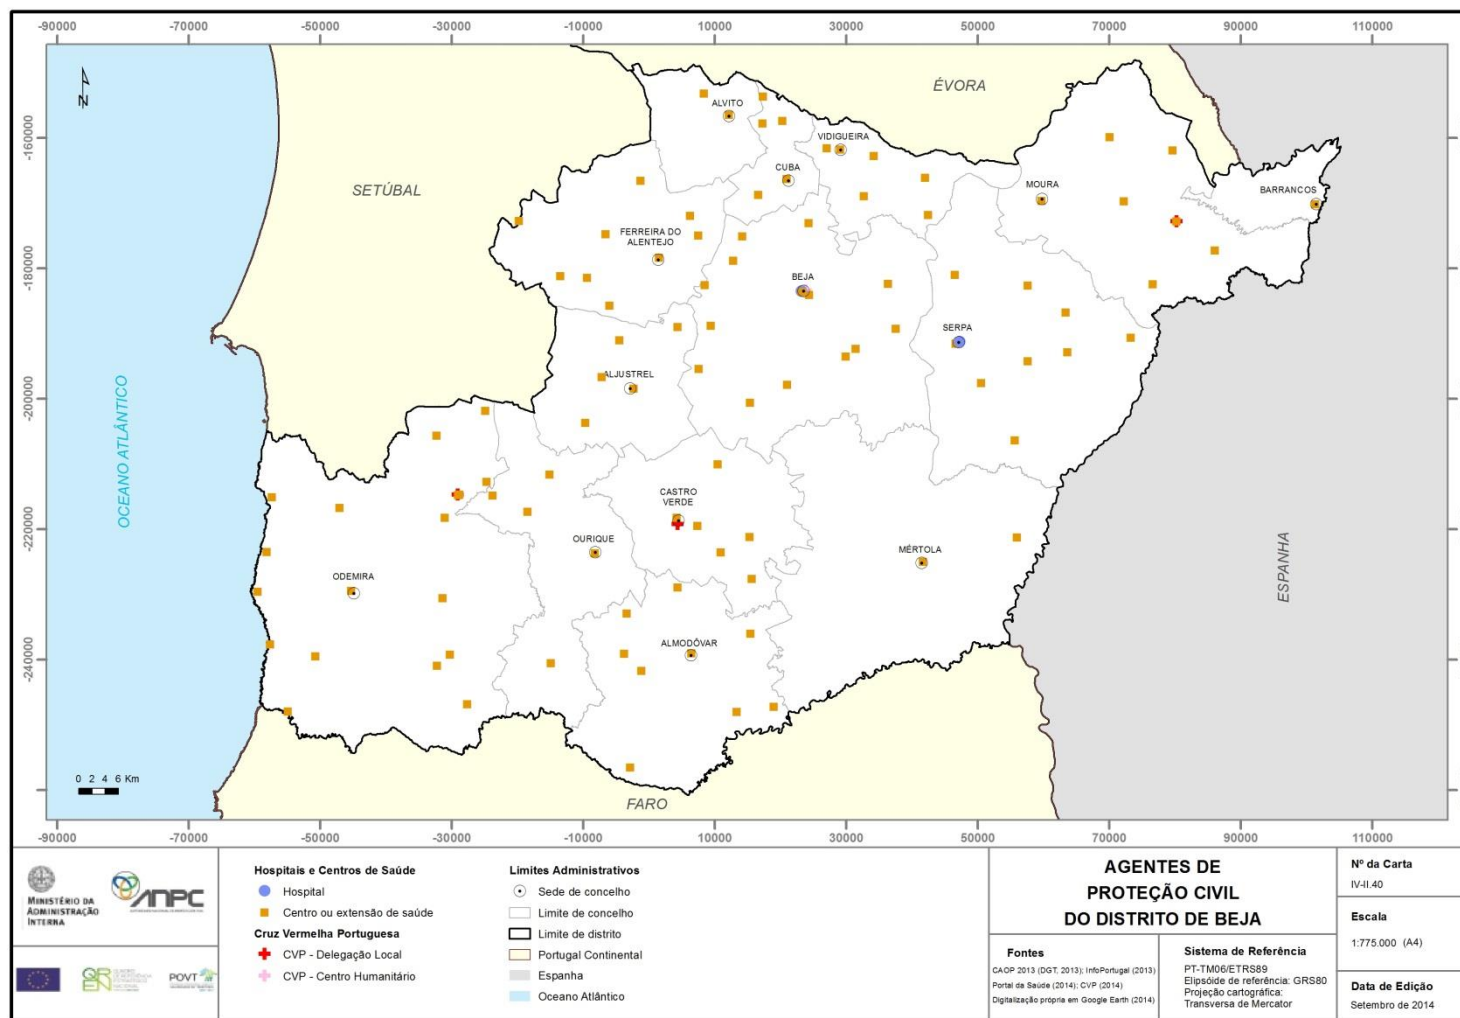 -90000 -70000 -50000 -30000 -10000 10000 30000 50000 70000 90000 110000
N
-160000
-180000
-200000
-220000
-240000
ÉVORA
SETÚBAL
ALVITO
VIDIGUEIRA
CUBA
MOURA
BARRANCOS
FERREIRA DO
ALENTEJO
BEJA
SERPA
ALJUSTREL
OCEANO ATLÂNTICO
CASTRO
VERDE
OURIQUE
MÉRTOLA
ODEMIRA
ALMODÔVAR
ESPANHA
FARO
0 2 4 6 Km
-90000 -70000 -50000 -30000 -10000 10000 30000 50000 70000 90000 110000
MINISTÉRIO DA
ADMINISTRAÇÃO
INTERNA
ANPC
QREN
POVT
Hospitais e Centros de Saúde
Hospital
Centro ou extensão de saúde
Cruz Vermelha Portuguesa
CVP - Delegação Local
CVP - Centro Humanitário
Limites Administrativos
Sede de concelho
Limite de concelho
Limite de distrito
Portugal Continental
Espanha
Oceano Atlântico
AGENTES DE
PROTEÇÃO CIVIL
DO DISTRITO DE BEJA
Fontes
CAOP 2013 (DGT, 2013); InfoPortugal (2013)
Portal da Saúde (2014); CVP (2014)
Digitalização própria em Google Earth (2014)
Sistema de Referência
PT-TM06/ETRS89
Elipsóide de referência: GRS80
Projeção cartográfica:
Transversa de Mercator
Nº da Carta
IV-II.40
Escala
1:775.000 (A4)
Data de Edição
Setembro de 2014